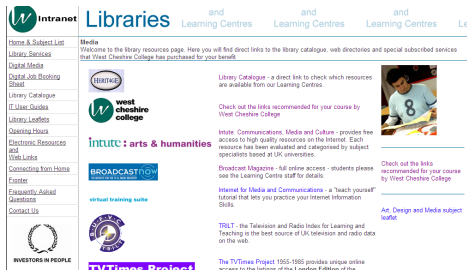 Intranet
Libraries
and
Learning Centres
and
Learning Centres
and
Learning Centres
Home & Subject List
Library Services
Digital Media
Digital Job Booking
Sheet
Library Catalogue
IT User Guides
Library Leaflets
Opening Hours
Electronic Resources
and
Web Links
Connecting from Home
Fronter
Frequently Asked
Questions
Contact Us
INVESTORS IN PEOPLE
Media
Welcome to the library resources page. Here you will find direct links to the library catalogue, web directories and special subscribed services
that West Cheshire College has purchased for your benefit
HERITAGE
Library Catalogue - a direct link to check which resources
are available from our Learning Centres.
west
cheshire
college
Check out the links recommended for your course by
West Cheshire College
intute: arts & humanities
Intute: Communications, Media and Culture - provides free
access to high quality resources on the Internet. Each
resource has been evaluated and categorised by subject
specialists based at UK universities.
BROADCASTNOW
Broadcast Magazine - full online access - students please
see the Learning Centre staff for details.
virtual training suite
Internet for Media and Communications - a "teach yourself"
tutorial that lets you practice your Internet Information
Skills.
BUFVC
TRILT - the Television and Radio Index for Learning and
Teaching is the best source of UK television and radio data
on the web.
TVTimes Project
The TVTimes Project 1955-1985 provides unique online
access to the listings of the London Edition of the
8
Check out the links
recommended for your course
by West Cheshire College
Art, Design and Media subject
leaflet